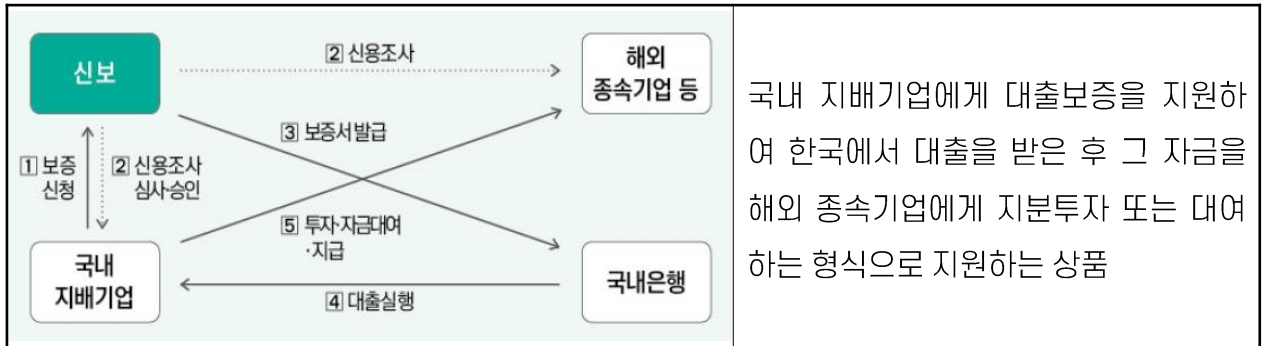 신보
② 신용조사
해외
종속기업 등
③ 보증서발급
① 보증
신청
② 신용조사
심사·승인
⑤ 투자·자금대여
·지급
국내
지배기업
④ 대출실행
국내은행
국내 지배기업에게 대출보증을 지원하
여 한국에서 대출을 받은 후 그 자금을
해외 종속기업에게 지분투자 또는 대여
하는 형식으로 지원하는 상품